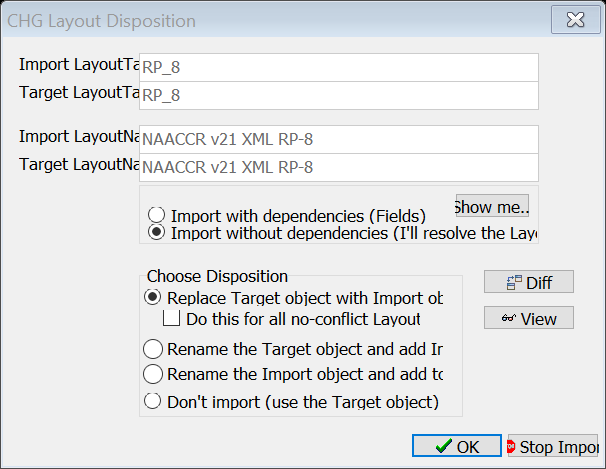 CHG Layout Disposition
Import LayoutTa RP_8
Target LayoutTa RP_8
Import LayoutNa NAACCR v21 XML RP-8
Target LayoutNa NAACCR v21 XML RP-8
Show me..
Import with dependencies (Fields)
Import without dependencies (I'll resolve the Layo
Choose Disposition
Replace Target object with Import ob
Diff
Do this for all no-conflict Layout
View
Rename the Target object and add In
Rename the Import object and add to
Don't import (use the Target object)
OK
Stop Impor